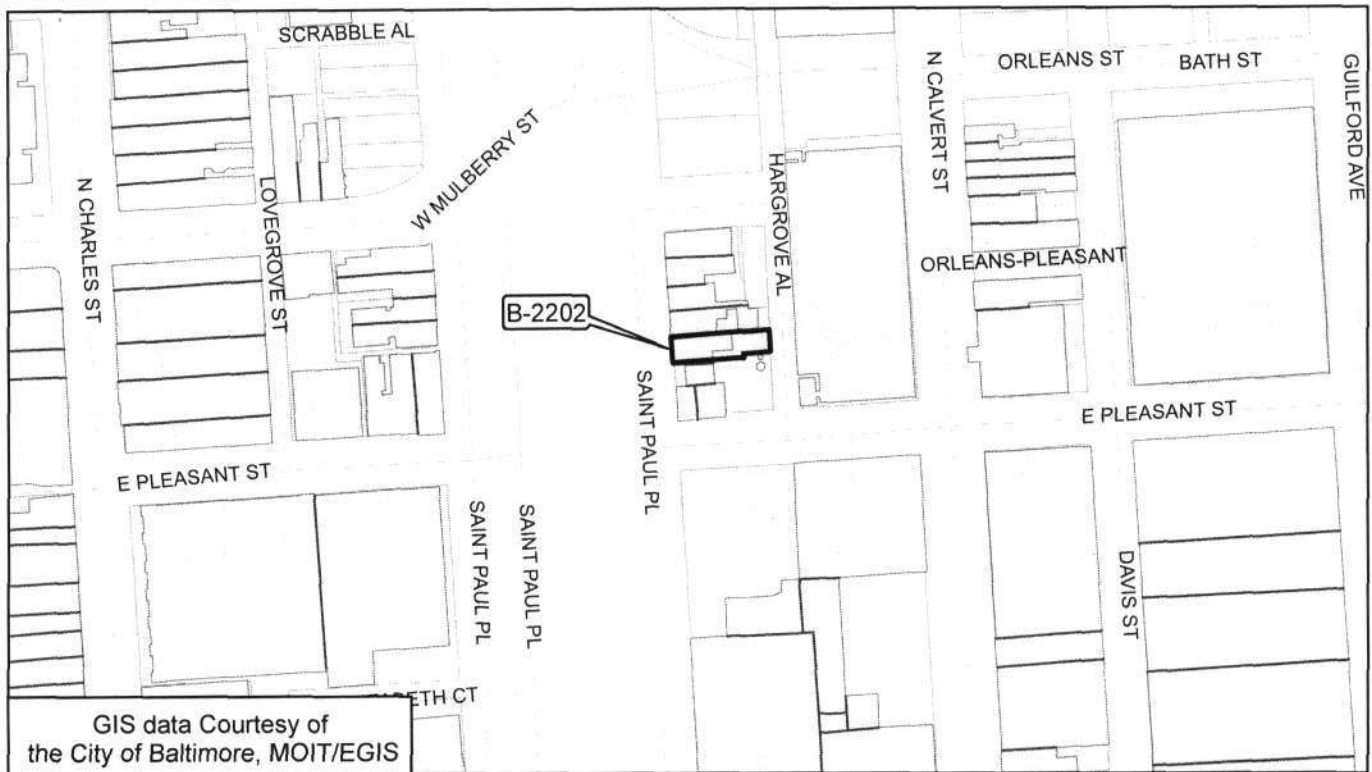 SCRABBLE AL
ORLEANS ST
BATH ST
GUILFORD AVE
N CALVERT ST
W MULBERRY ST
HARGROVE AL
LOVEGROVE ST
N CHARLES ST
ORLEANS-PLEASANT
B-2202
SAINT PAUL PL
E PLEASANT ST
E PLEASANT ST
SAINT PAUL PL
SAINT PAUL PL
DAVIS ST
BETH CT
GIS data Courtesy of
the City of Baltimore, MOIT/EGIS